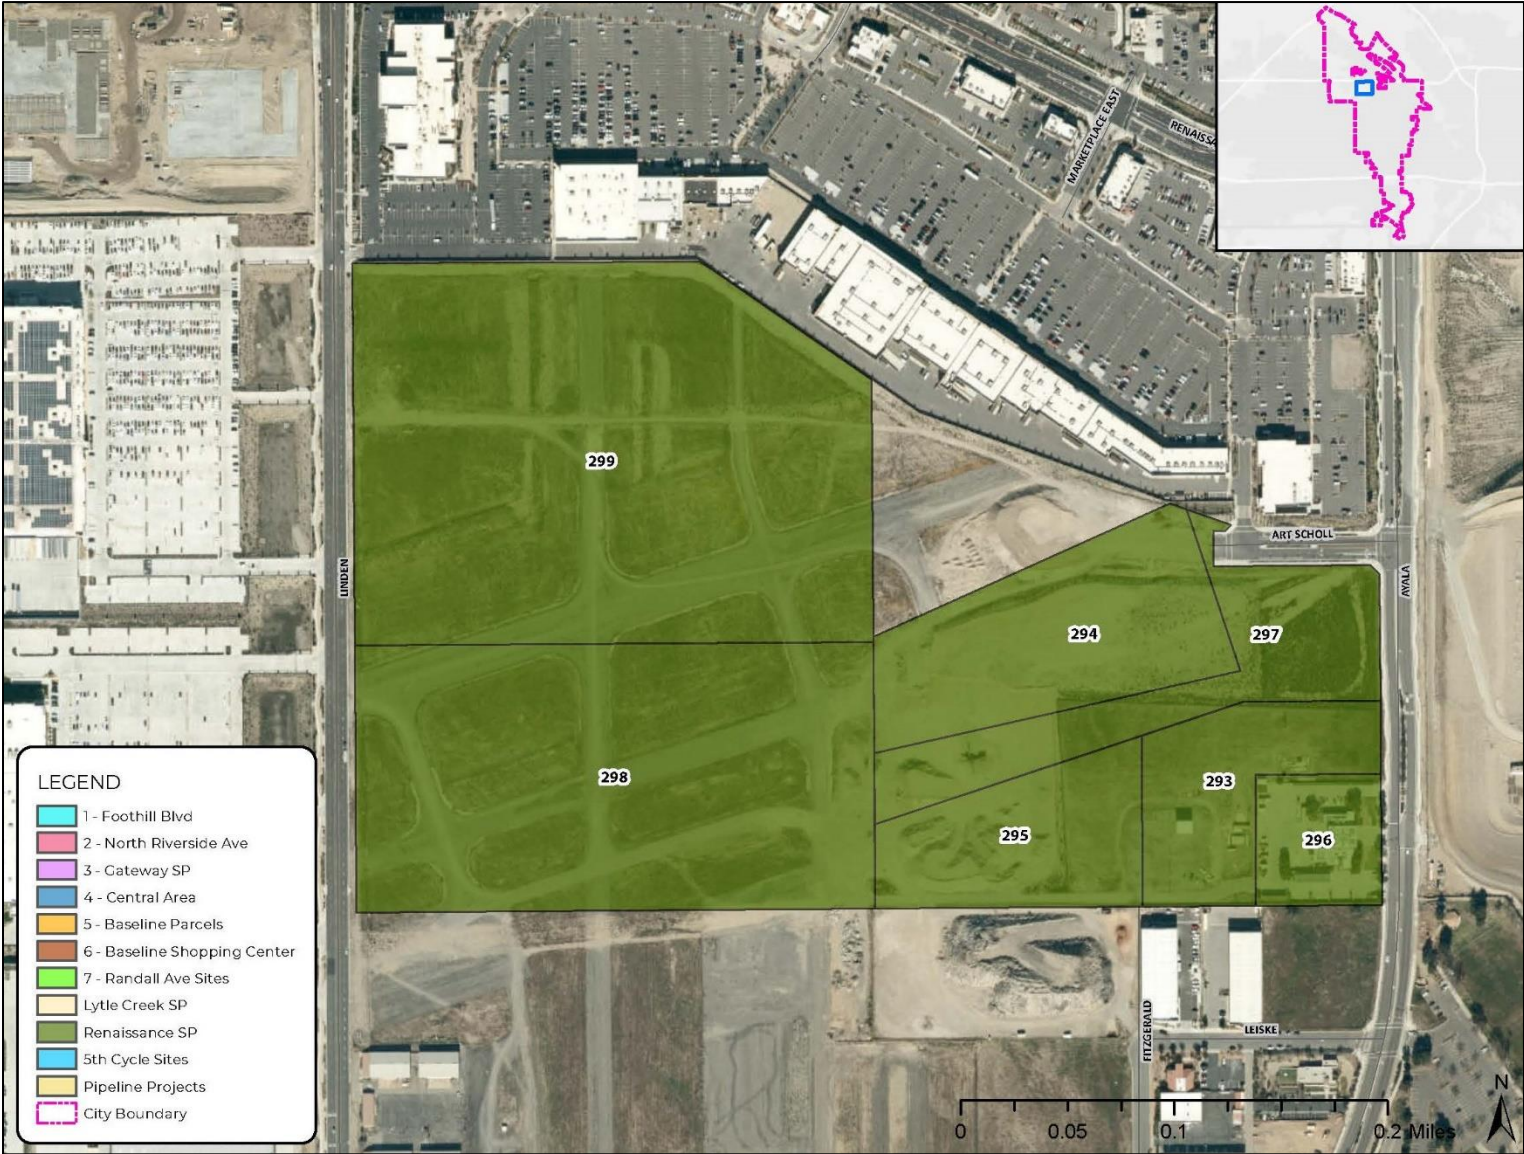 MARKETPLACE EAST
RENAISSA
299
ART SCHOLL
LINDEN
AYALA
294
297
298
293
295
296
LEGEND
1 - Foothill Blvd
2 - North Riverside Ave
3 - Gateway SP
4 - Central Area
5 - Baseline Parcels
6 - Baseline Shopping Center
7 - Randall Ave Sites
Lytle Creek SP
Renaissance SP
5th Cycle Sites
Pipeline Projects
City Boundary
FITZGERALD
LEISKE
N
0 0.05 0.1 0.2 Miles